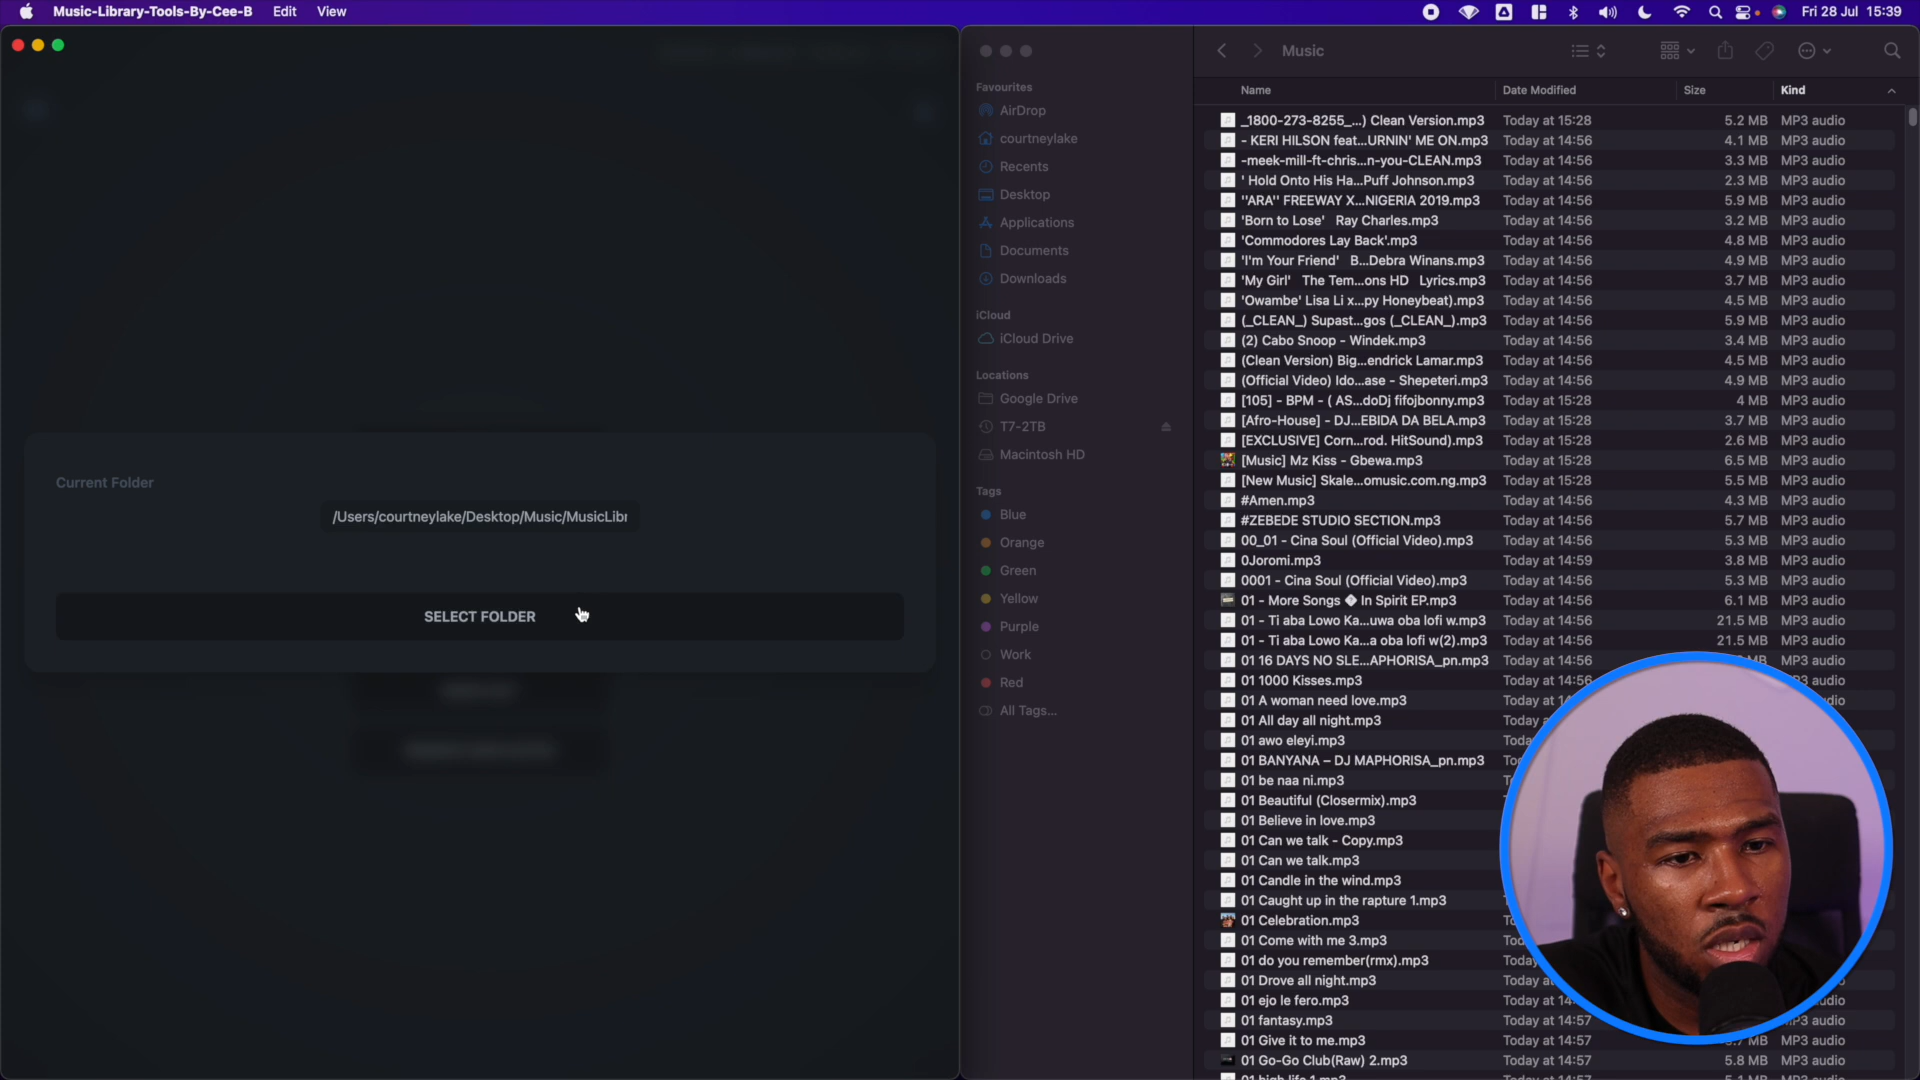 Music-Library-Tools-By-Cee-B Edit View
Fri 28 Jul 15:39
Current Folder
/Users/courtneylake/Desktop/Music/MusicLibr
SELECT FOLDER
Favourites
AirDrop
courtneylake
Recents
Desktop
Applications
Documents
Downloads
iCloud
iCloud Drive
Locations
Google Drive
T7-2TB
Macintosh HD
Tags
Blue
Orange
Green
Yellow
Purple
Work
Red
All Tags...
Music
Name Date Modified Size Kind
_1800-273-8255_...) Clean Version.mp3 Today at 15:28 5.2 MB MP3 audio
- KERI HILSON feat...URNIN' ME ON.mp3 Today at 14:56 4.1 MB MP3 audio
-meek-mill-ft-chris...n-you-CLEAN.mp3 Today at 14:56 3.3 MB MP3 audio
' Hold Onto His Ha...Puff Johnson.mp3 Today at 14:56 2.3 MB MP3 audio
''ARA'' FREEWAY X...NIGERIA 2019.mp3 Today at 14:56 5.9 MB MP3 audio
'Born to Lose' Ray Charles.mp3 Today at 14:56 3.2 MB MP3 audio
'Commodores Lay Back'.mp3 Today at 14:56 4.8 MB MP3 audio
'I'm Your Friend' B...Debra Winans.mp3 Today at 14:56 4.9 MB MP3 audio
'My Girl' The Tem...ons HD Lyrics.mp3 Today at 14:56 3.7 MB MP3 audio
'Owambe' Lisa Li x...py Honeybeat).mp3 Today at 14:56 4.5 MB MP3 audio
(_CLEAN_) Supast...gos (_CLEAN_).mp3 Today at 14:56 5.9 MB MP3 audio
(2) Cabo Snoop - Windek.mp3 Today at 14:56 3.4 MB MP3 audio
(Clean Version) Big...endrick Lamar.mp3 Today at 14:56 4.5 MB MP3 audio
(Official Video) Ido...ase - Shepeteri.mp3 Today at 14:56 4.9 MB MP3 audio
[105] - BPM - ( AS...doDj fifojbonny.mp3 Today at 15:28 4 MB MP3 audio
[Afro-House] - DJ...EBIDA DA BELA.mp3 Today at 15:28 3.7 MB MP3 audio
[EXCLUSIVE] Corn...rod. HitSound).mp3 Today at 15:28 2.6 MB MP3 audio
[Music] Mz Kiss - Gbewa.mp3 Today at 15:28 6.5 MB MP3 audio
[New Music] Skale...omusic.com.ng.mp3 Today at 15:28 5.5 MB MP3 audio
#Amen.mp3 Today at 14:56 4.3 MB MP3 audio
#ZEBEDE STUDIO SECTION.mp3 Today at 14:56 5.7 MB MP3 audio
00_01 - Cina Soul (Official Video).mp3 Today at 14:56 5.3 MB MP3 audio
0Joromi.mp3 Today at 14:59 3.8 MB MP3 audio
0001 - Cina Soul (Official Video).mp3 Today at 14:56 5.3 MB MP3 audio
01 - More Songs � In Spirit EP.mp3 Today at 14:56 6.1 MB MP3 audio
01 - Ti aba Lowo Ka...uwa oba lofi w.mp3 Today at 14:56 21.5 MB MP3 audio
01 - Ti aba Lowo Ka...a oba lofi w(2).mp3 Today at 14:56 21.5 MB MP3 audio
01 16 DAYS NO SLE...APHORISA_pn.mp3 Today at 14:56 MB MP3 audio
01 1000 Kisses.mp3 Today at 14:56 P3 audio
01 A woman need love.mp3 Today at 14 dio
01 All day all night.mp3 Today at
01 awo eleyi.mp3 Toda
01 BANYANA – DJ MAPHORISA_pn.mp3 Tod
01 be naa ni.mp3 To
01 Beautiful (Closermix).mp3
01 Believe in love.mp3
01 Can we talk - Copy.mp3
01 Can we talk.mp3
01 Candle in the wind.mp3
01 Caught up in the rapture 1.mp3
01 Celebration.mp3 To
01 Come with me 3.mp3 Too
01 do you remember(rmx).mp3 Toda
01 Drove all night.mp3 Today a
01 ejo le fero.mp3 Today at 14 udio
01 fantasy.mp3 Today at 14:57 P3 audio
01 Give it to me.mp3 Today at 14:57 MB MP3 audio
01 Go-Go Club(Raw) 2.mp3 Today at 14:57 5.8 MB MP3 audio